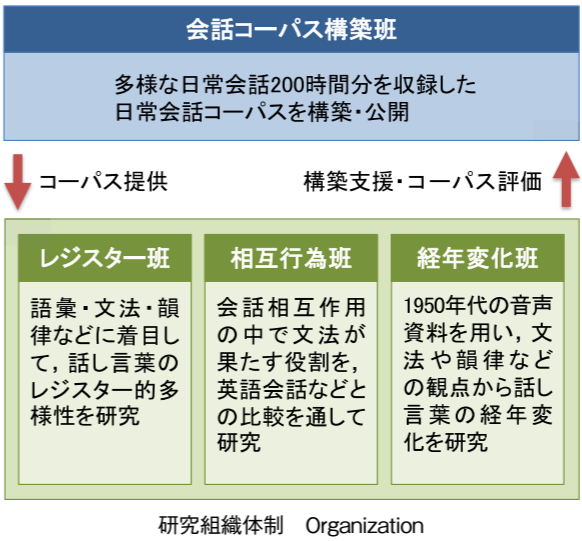 会話コーパス構築班
多様な日常会話200時間分を収録した
日常会話コーパスを構築・公開
コーパス提供
構築支援・コーパス評価
レジスター班
語彙・文法・韻
律などに着目し
て，話し言葉の
レジスター的多
様性を研究
相互行為班
会話相互作用
の中で文法が
果たす役割を，
英語会話などと
の比較を通して
研究
経年変化班
1950年代の音声
資料を用い，文
法や韻律など
の観点から話し
言葉の経年変
化を研究
研究組織体制　Organization